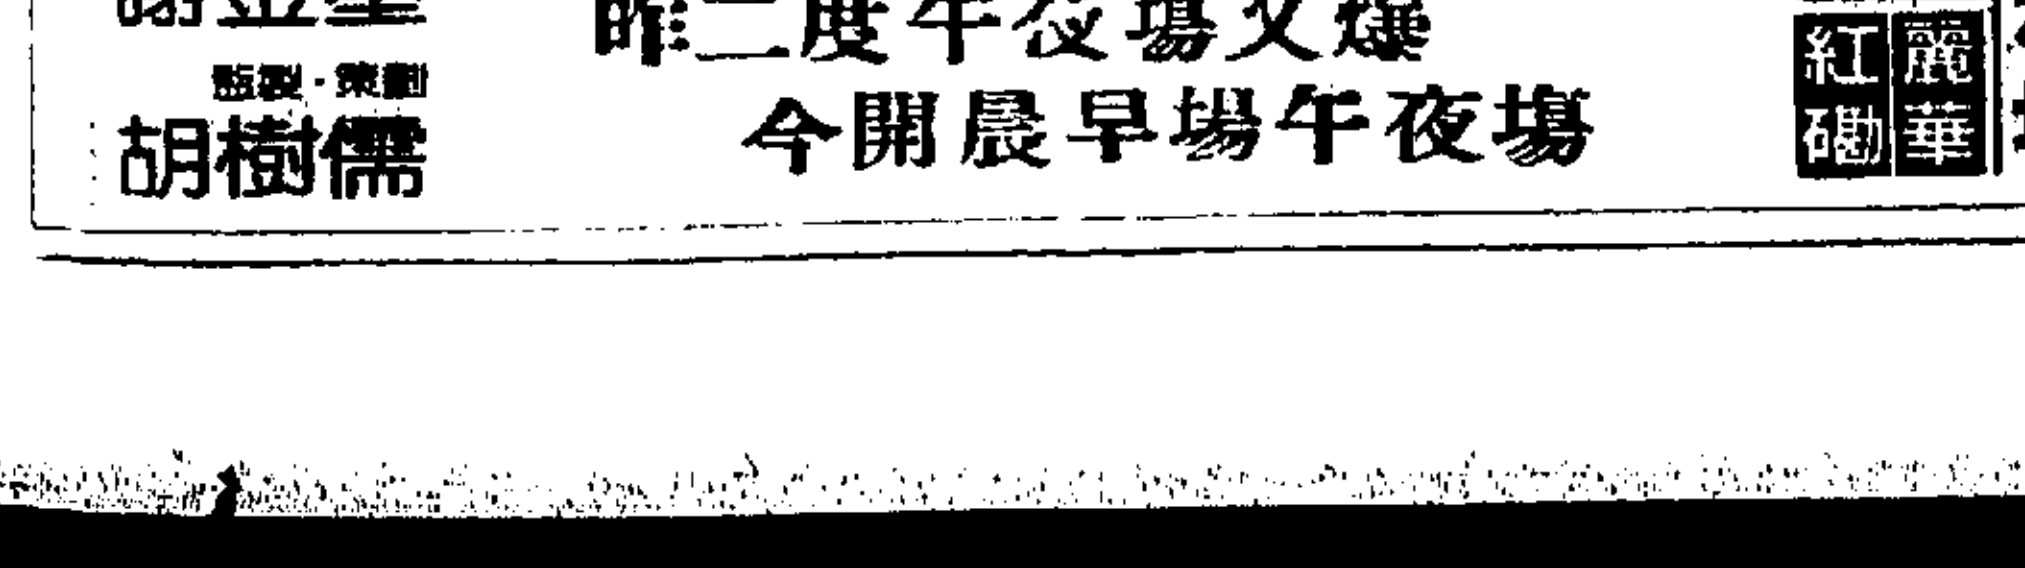 昨二度午夜場又爆
今開晨早場午夜場
監製·策劃
胡樹儒
麗華
紅磡